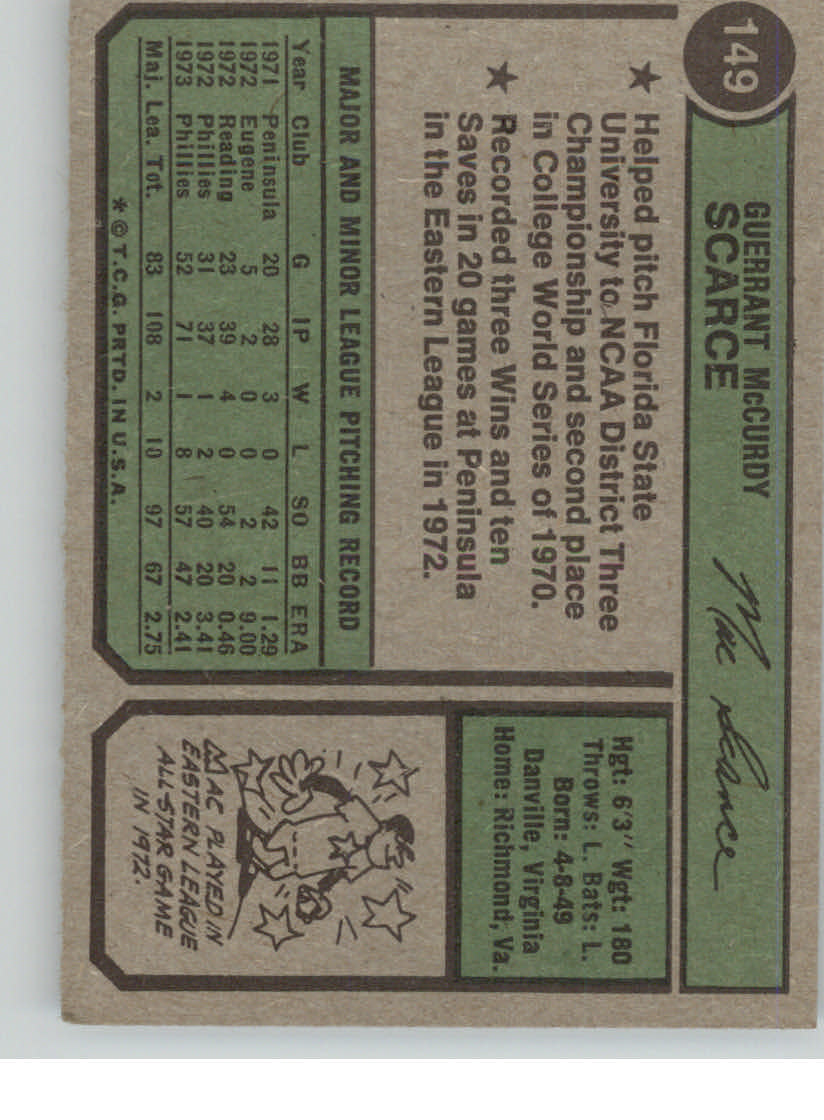 149
GUERRANT McCURDY
SCARCE
Mac Scarce
★ Helped pitch Florida State
University to NCAA District Three
Championship and second place
in College World Series of 1970.
★ Recorded three Wins and ten
Saves in 20 games at Peninsula
in the Eastern League in 1972.
MAJOR AND MINOR LEAGUE PITCHING RECORD
Year Club G IP W L SO BB ERA
1971 Peninsula 20 28 3 0 42 11 1.29
1972 Eugene 5 2 0 0 2 2 9.00
1972 Reading 23 39 4 0 54 20 0.46
1972 Phillies 31 37 1 2 40 20 3.41
1973 Phillies 52 71 1 8 57 47 2.41
Maj. Lea. Tot. 83 108 2 10 97 67 2.75
*©T.C.G. PRTD. IN U.S.A.
Hgt: 6'3" Wgt: 180
Throws: L. Bats: L.
Born: 4-8-49
Danville, Virginia
Home: Richmond, Va.
MAC PLAYED IN
EASTERN LEAGUE
ALL-STAR GAME
IN 1972.